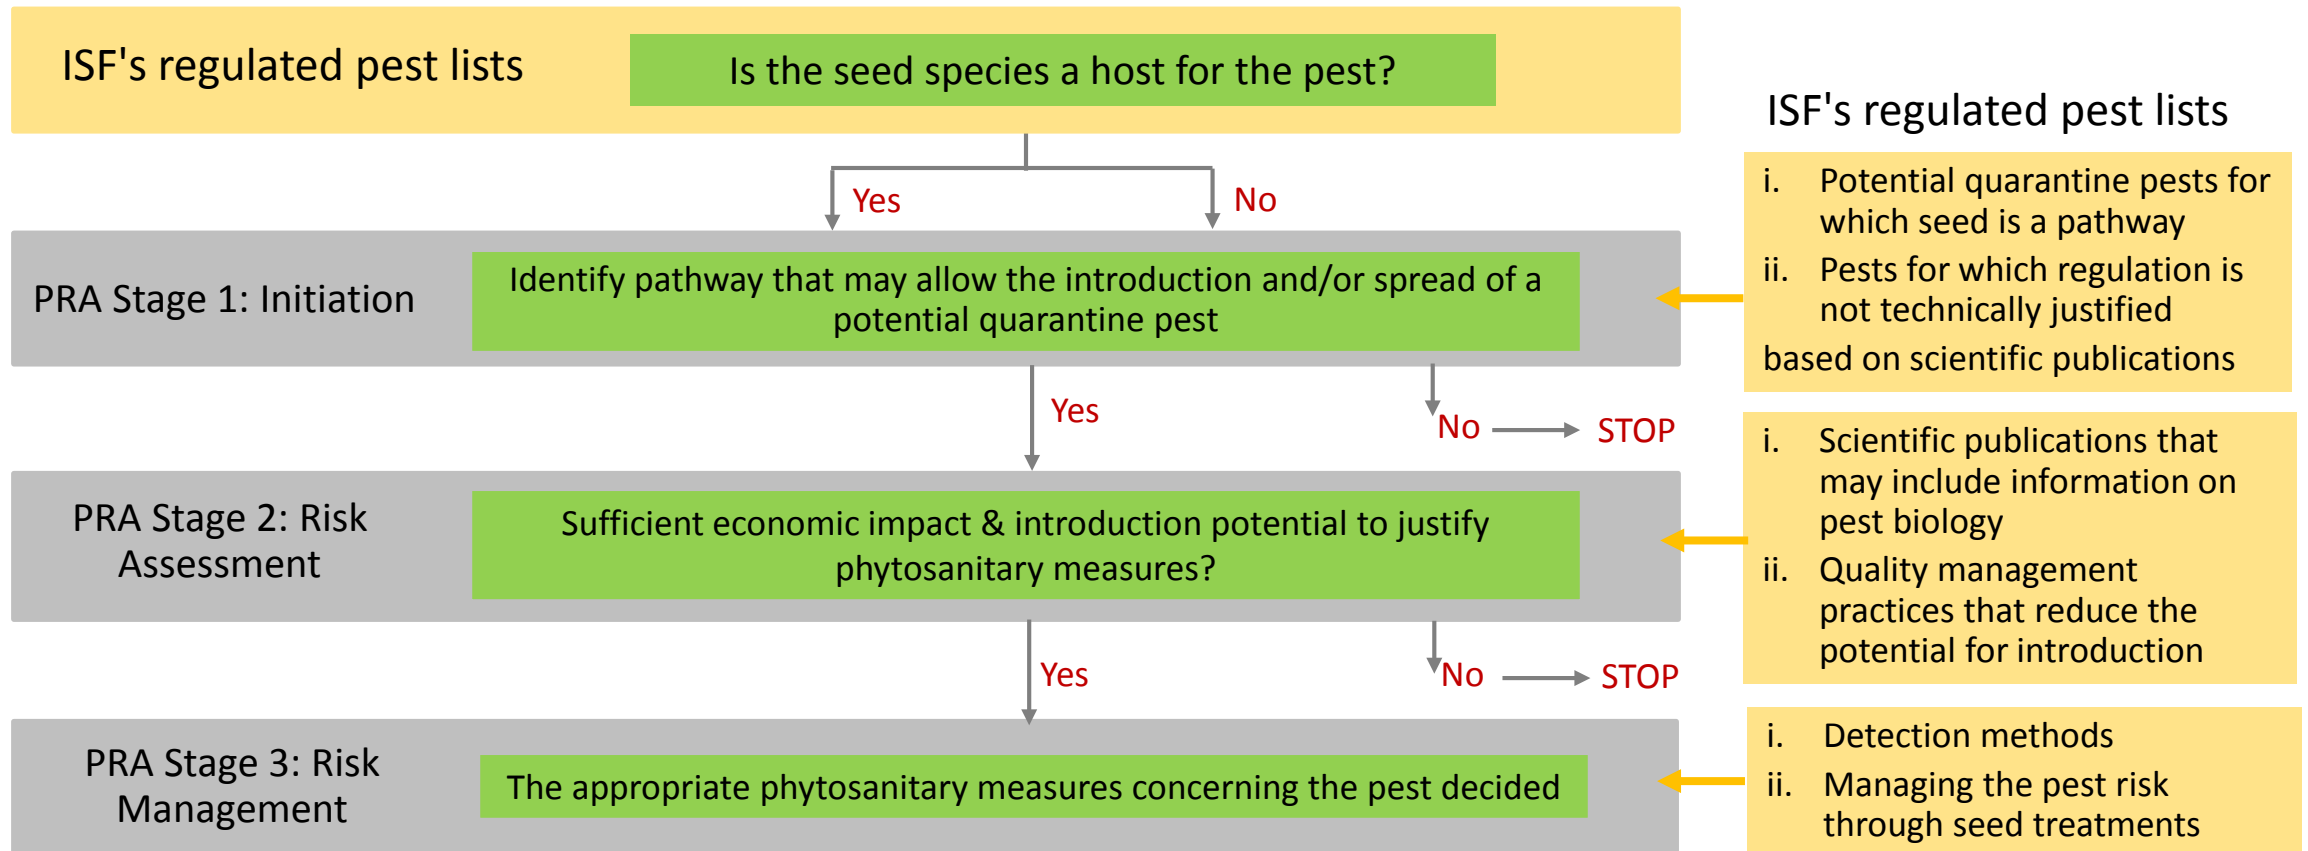 ISF's regulated pest lists
Is the seed species a host for the pest?
Yes
No
PRA Stage 1: Initiation
Identify pathway that may allow the introduction and/or spread of a
potential quarantine pest
Yes
No
STOP
PRA Stage 2: Risk
Assessment
Sufficient economic impact & introduction potential to justify
phytosanitary measures?
Yes
No
STOP
PRA Stage 3: Risk
Management
The appropriate phytosanitary measures concerning the pest decided
ISF's regulated pest lists
i. Potential quarantine pests for
which seed is a pathway
ii. Pests for which regulation is
not technically justified
based on scientific publications
i. Scientific publications that
may include information on
pest biology
ii. Quality management
practices that reduce the
potential for introduction
i. Detection methods
ii. Managing the pest risk
through seed treatments